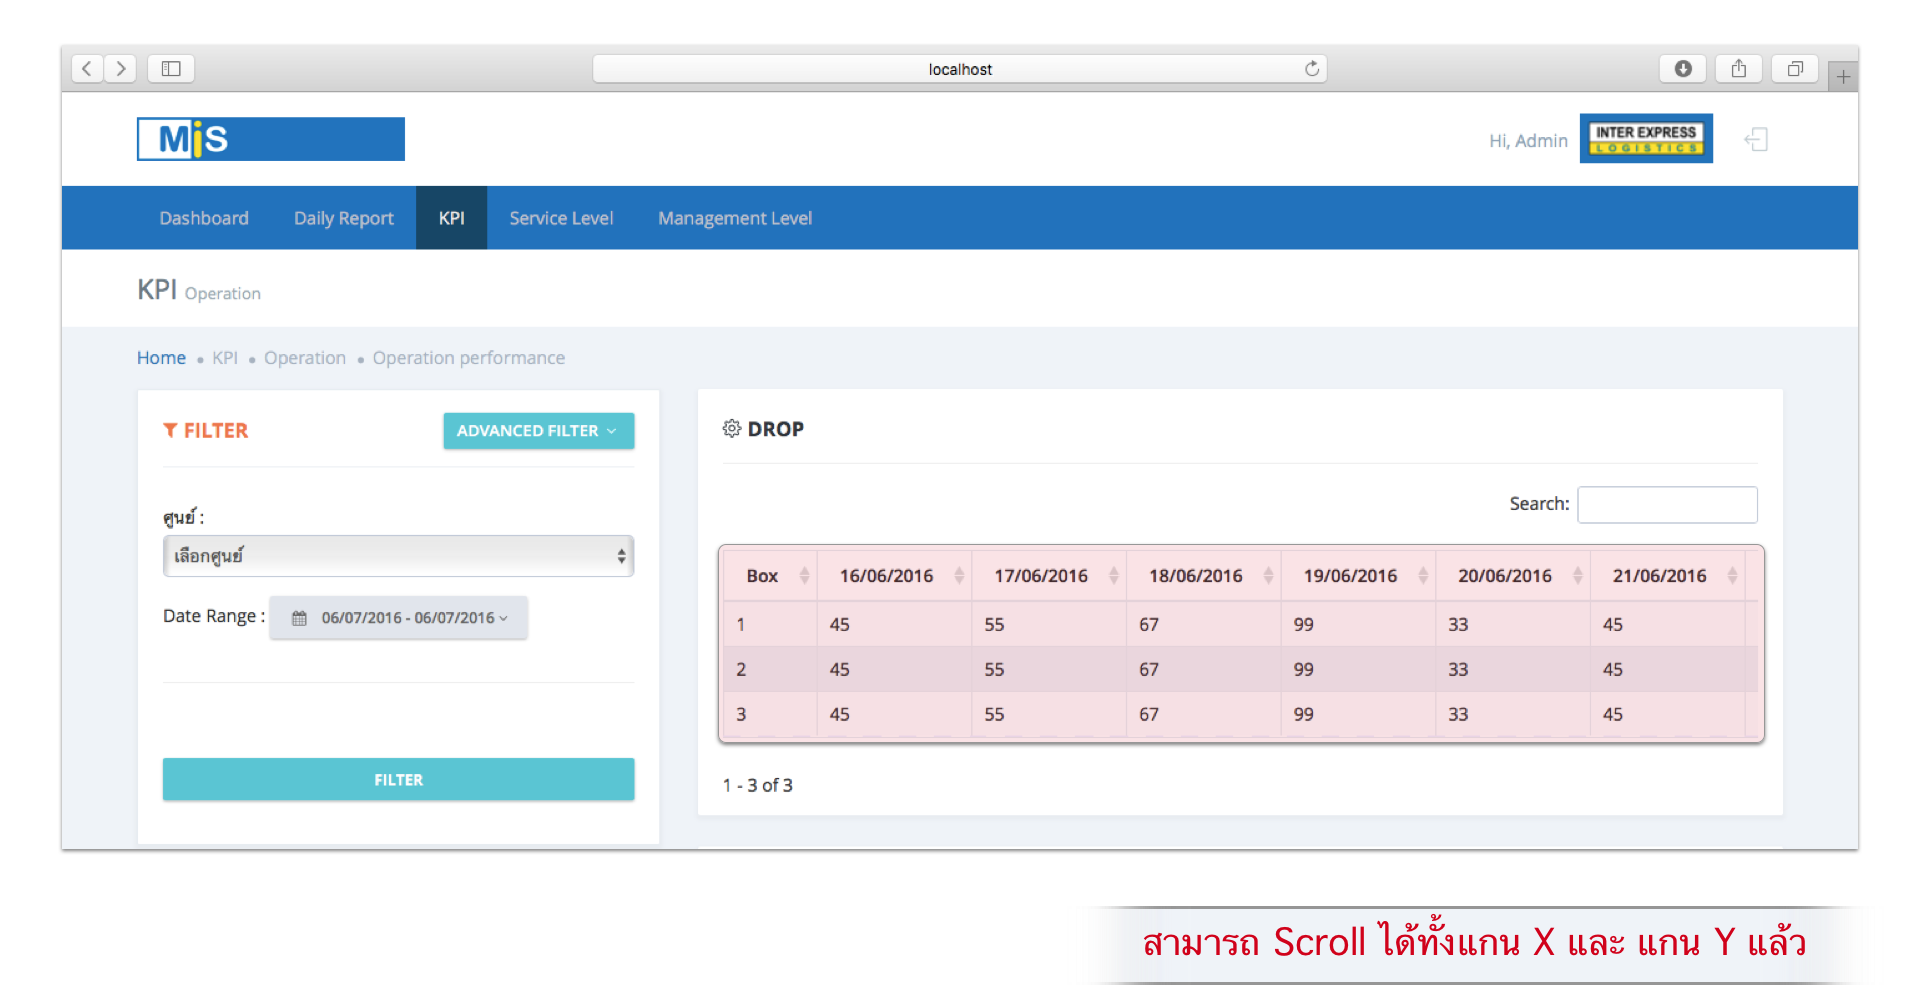 localhost
MiS
Hi, Admin
INTER EXPRESS
LOGISTICS
Dashboard Daily Report KPI Service Level Management Level
KPI Operation
Home • KPI • Operation • Operation performance
FILTER
ADVANCED FILTER
ศูนย์ :
เลือกศูนย์
Date Range : 06/07/2016 - 06/07/2016
FILTER
DROP
Search:
Box 16/06/2016 17/06/2016 18/06/2016 19/06/2016 20/06/2016 21/06/2016
1 45 55 67 99 33 45
2 45 55 67 99 33 45
3 45 55 67 99 33 45
1 - 3 of 3
สามารถ Scroll ได้ทั้งแกน X และ แกน Y แล้ว